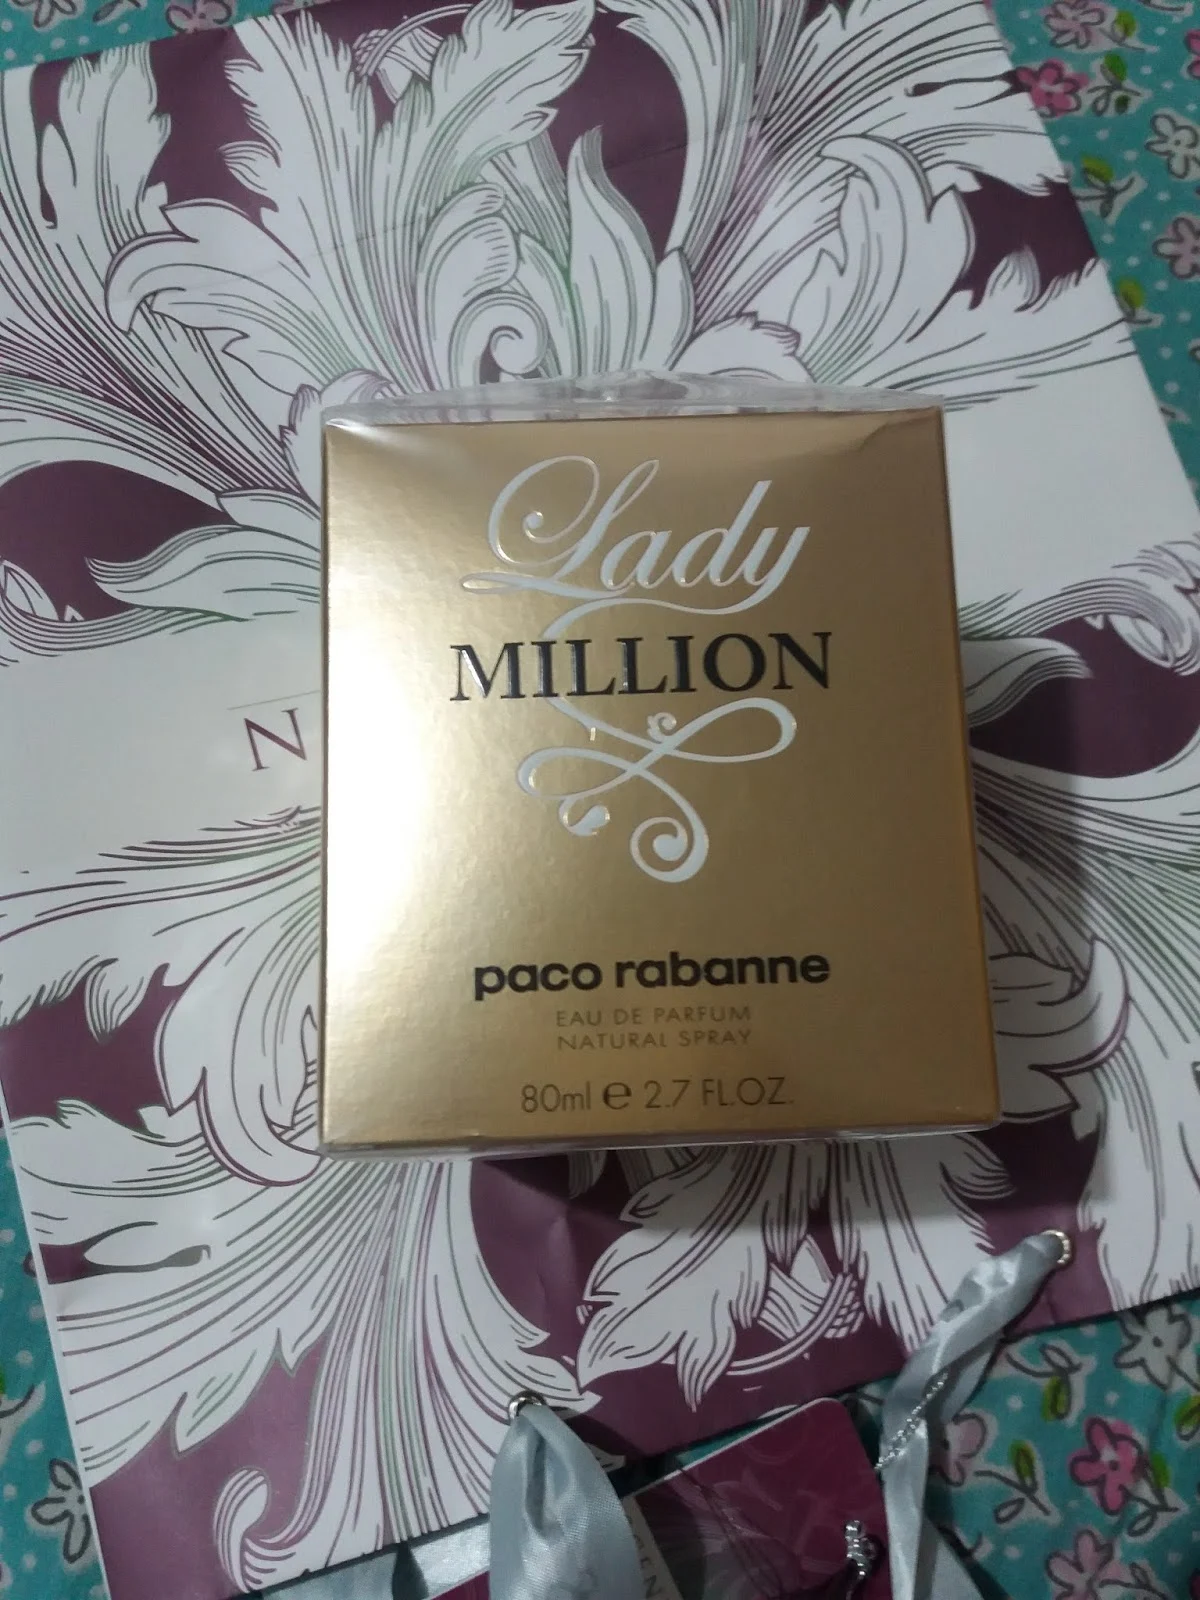 Lady
MILLION
N
paco rabanne
EAU DE PARFUM
NATURAL SPRAY
80ml e 2.7 FL.OZ.